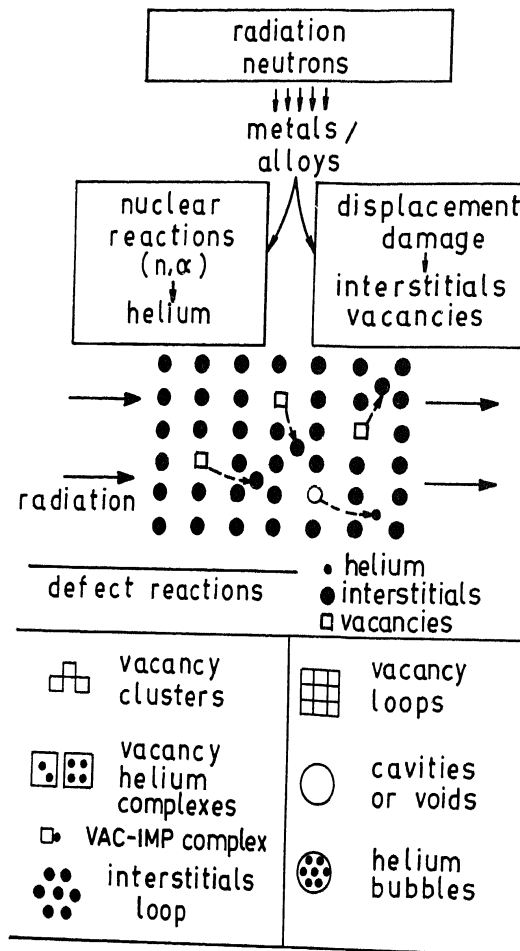 radiation
neutrons
metals/
alloys
nuclear
reactions
(n,α)
helium
displacement
damage
interstitials
vacancies
radiation
helium
interstitials
vacancies
defect reactions
vacancy
clusters
vacancy
helium
complexes
VAC-IMP complex
interstitials
loop
vacancy
loops
cavities
or voids
helium
bubbles